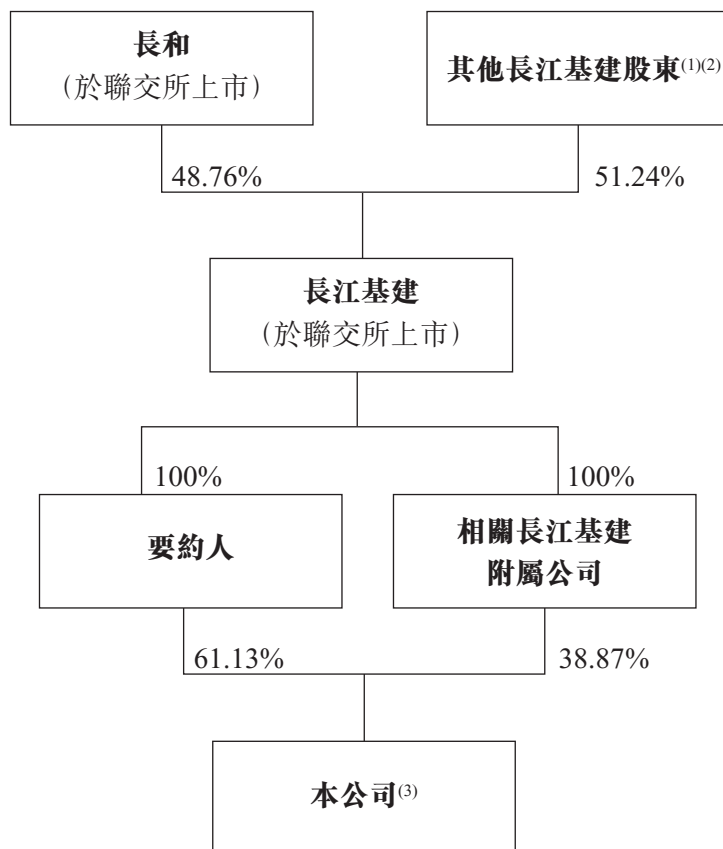 長和
（於聯交所上市）
其他長江基建股東(1)(2)
48.76%
51.24%
長江基建
（於聯交所上市）
100%
100%
要約人
相關長江基建
附屬公司
61.13%
38.87%
本公司(3)